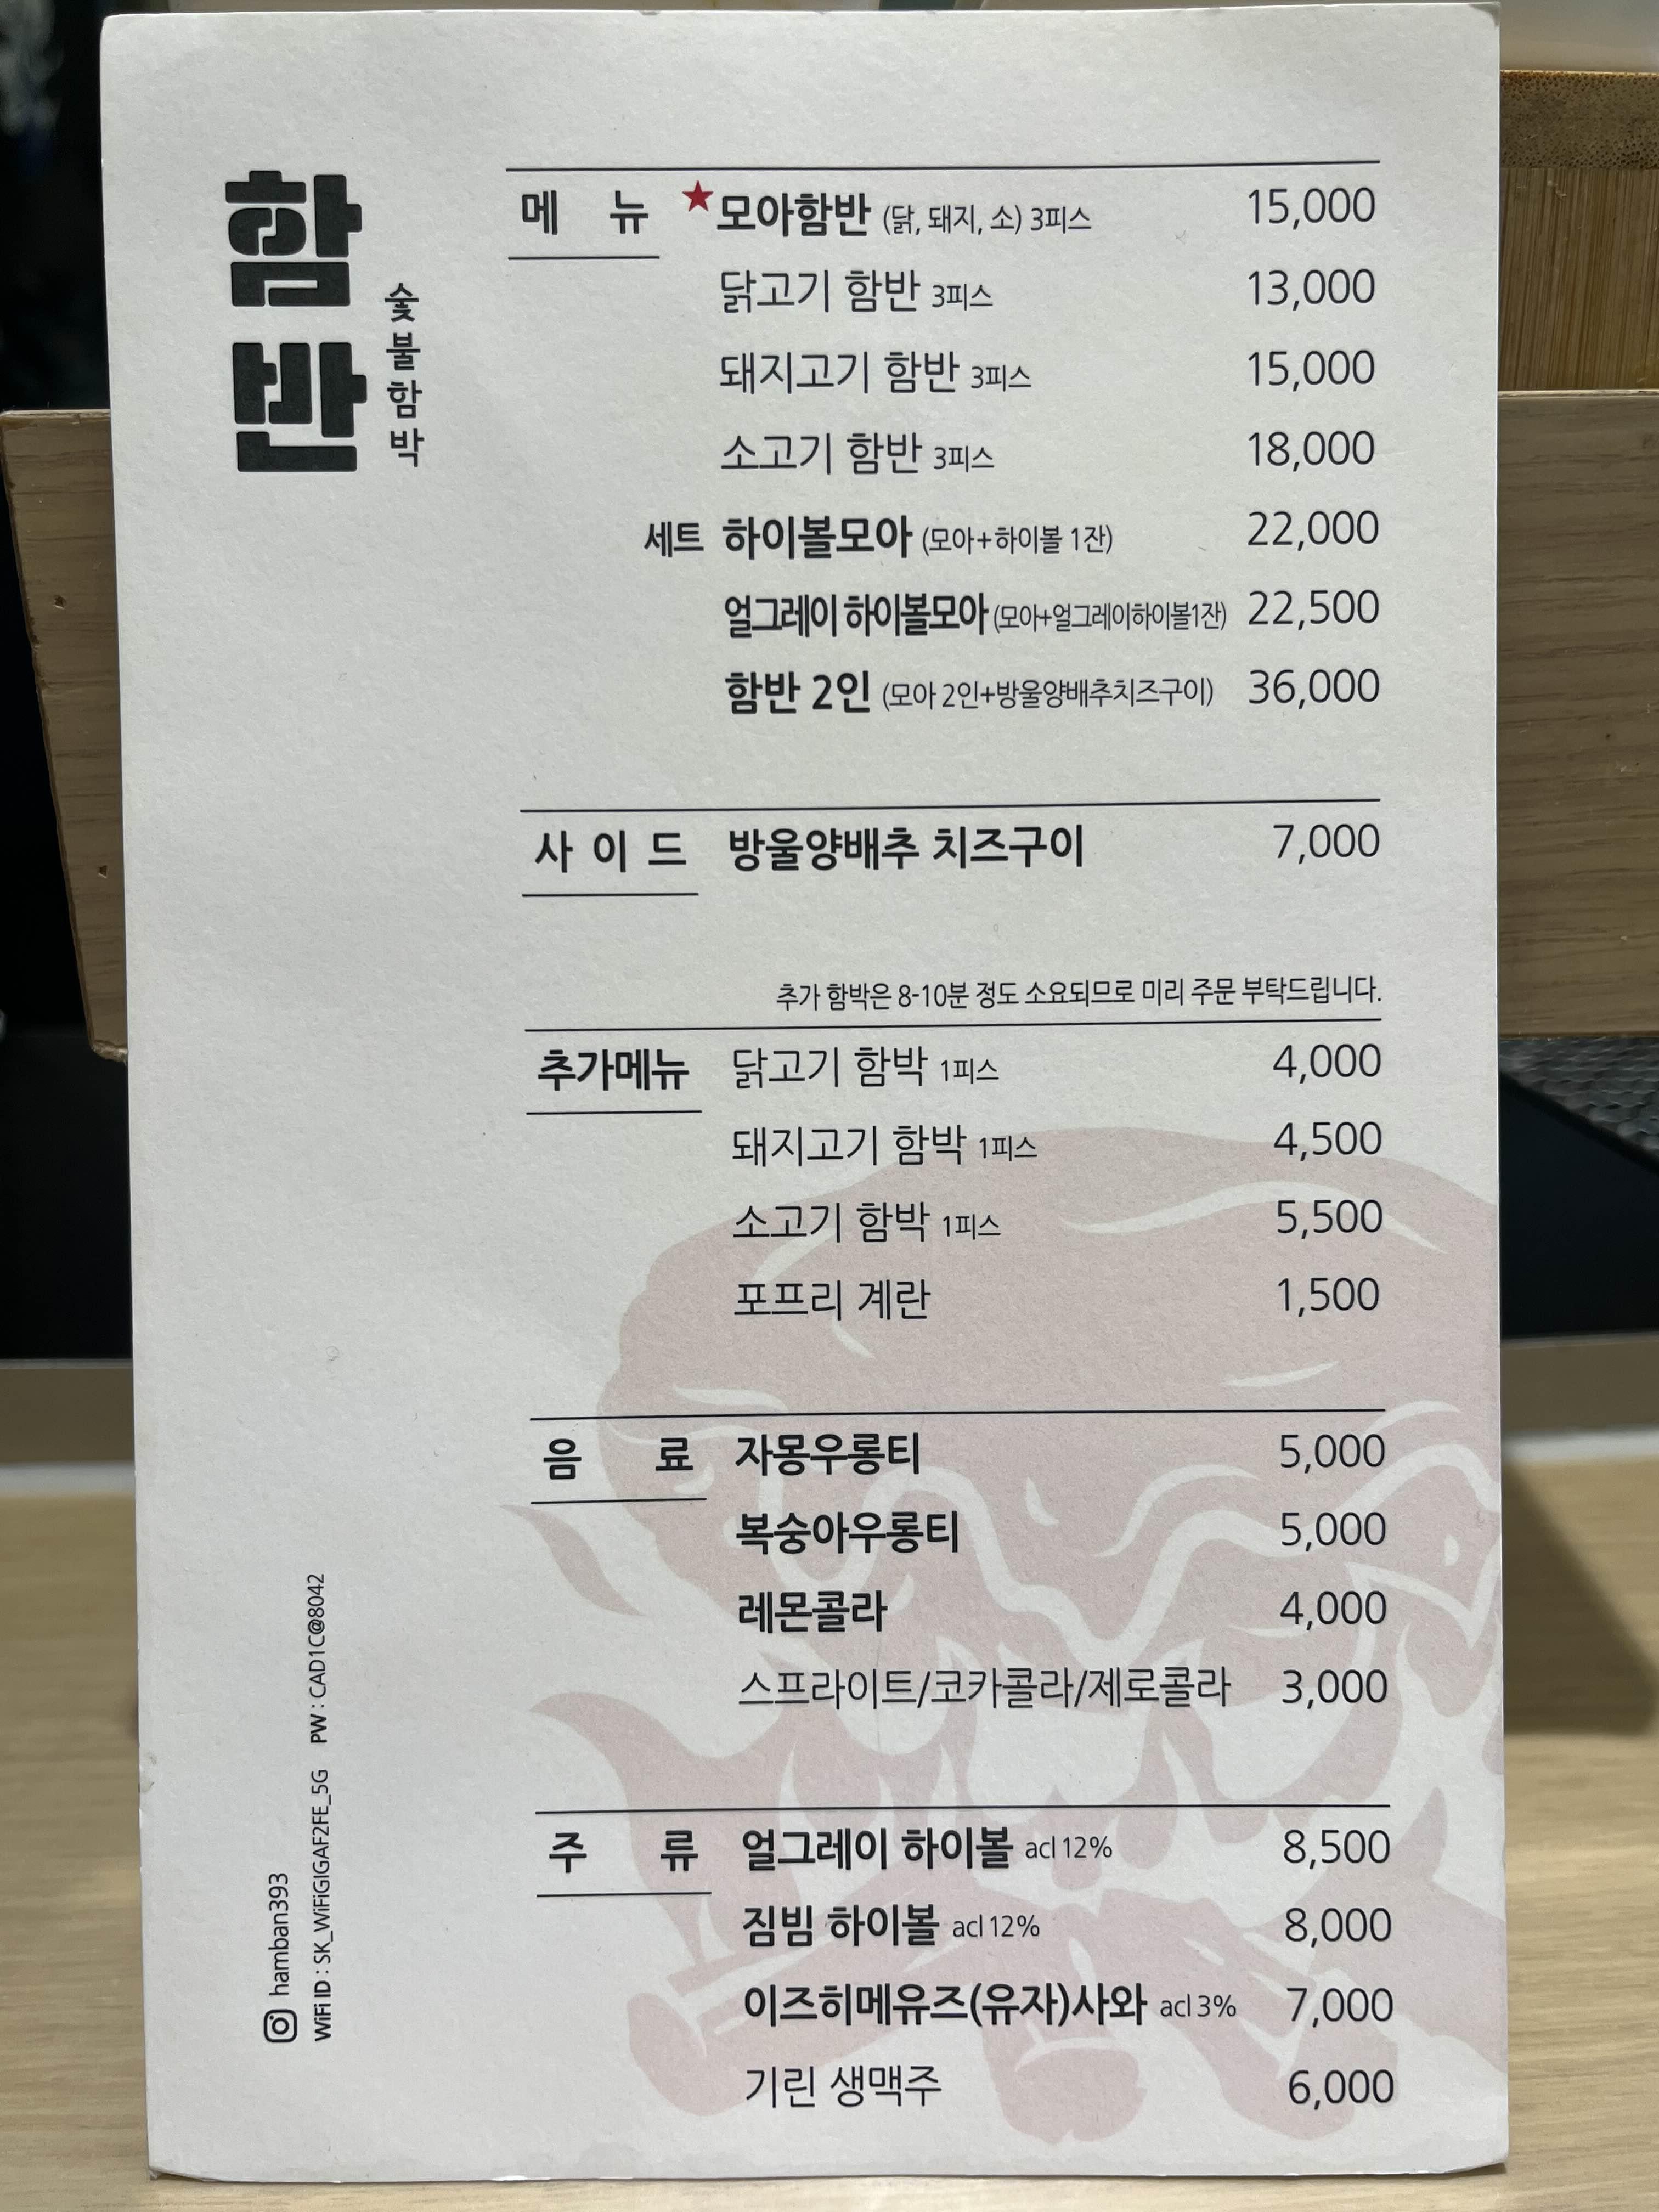 함반
숯불함박
메뉴 ★모아함반 (닭, 돼지, 소) 3피스 15,000
닭고기 함반 3피스 13,000
돼지고기 함반 3피스 15,000
소고기 함반 3피스 18,000
세트 하이볼모아 (모아+하이볼 1잔) 22,000
얼그레이 하이볼모아 (모아+얼그레이하이볼1잔) 22,500
함반 2인 (모아 2인+방울양배추치즈구이) 36,000
사이드 방울양배추 치즈구이 7,000
추가 함박은 8-10분 정도 소요되므로 미리 주문 부탁드립니다.
추가메뉴 닭고기 함박 1피스 4,000
돼지고기 함박 1피스 4,500
소고기 함박 1피스 5,500
포프리 계란 1,500
음료 자몽우롱티 5,000
복숭아우롱티 5,000
레몬콜라 4,000
스프라이트/코카콜라/제로콜라 3,000
주류 얼그레이 하이볼 acl 12% 8,500
짐빔 하이볼 acl 12% 8,000
이즈히메유즈(유자)사와 acl 3% 7,000
기린 생맥주 6,000
hamban393
WiFi ID : SK_WiFiGIGAF2FE_5G PW : CAD1C@8042